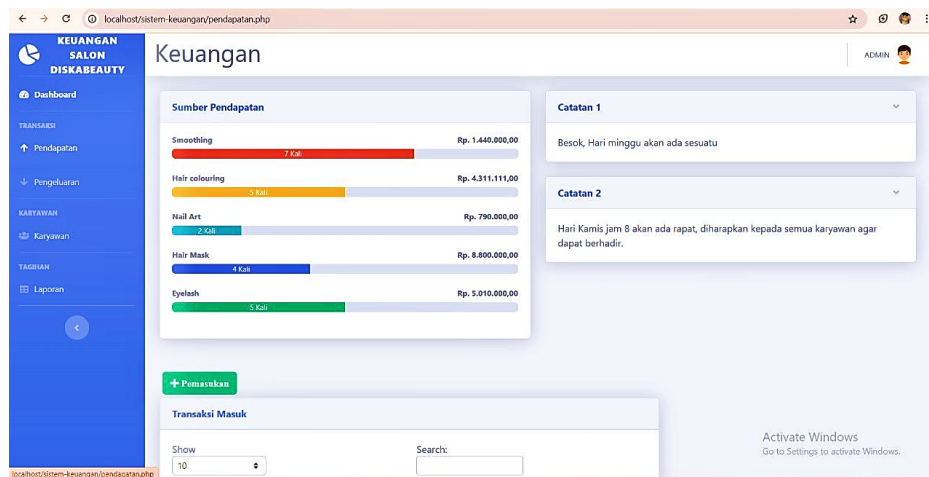 localhost/sistem-keuangan/pendapatan.php
KEUANGAN
SALON
DISKABEAUTY
Dashboard
TRANSAKSI
Pendapatan
Pengeluaran
KARYAWAN
Karyawan
TAGIHAN
Laporan
Keuangan
ADMIN
Sumber Pendapatan
Smoothing Rp. 1.440.000,00
7 Kali
Hair colouring Rp. 4.311.111,00
5 Kali
Nail Art Rp. 790.000,00
2 Kali
Hair Mask Rp. 8.800.000,00
4 Kali
Eyelash Rp. 5.010.000,00
5 Kali
Catatan 1
Besok, Hari minggu akan ada sesuatu
Catatan 2
Hari Kamis jam 8 akan ada rapat, diharapkan kepada semua karyawan agar
dapat berhadir.
+ Pemasukan
Transaksi Masuk
Show
10
Search:
Activate Windows
Go to Settings to activate Windows.
localhost/sistem-keuangan/pendapatan.php